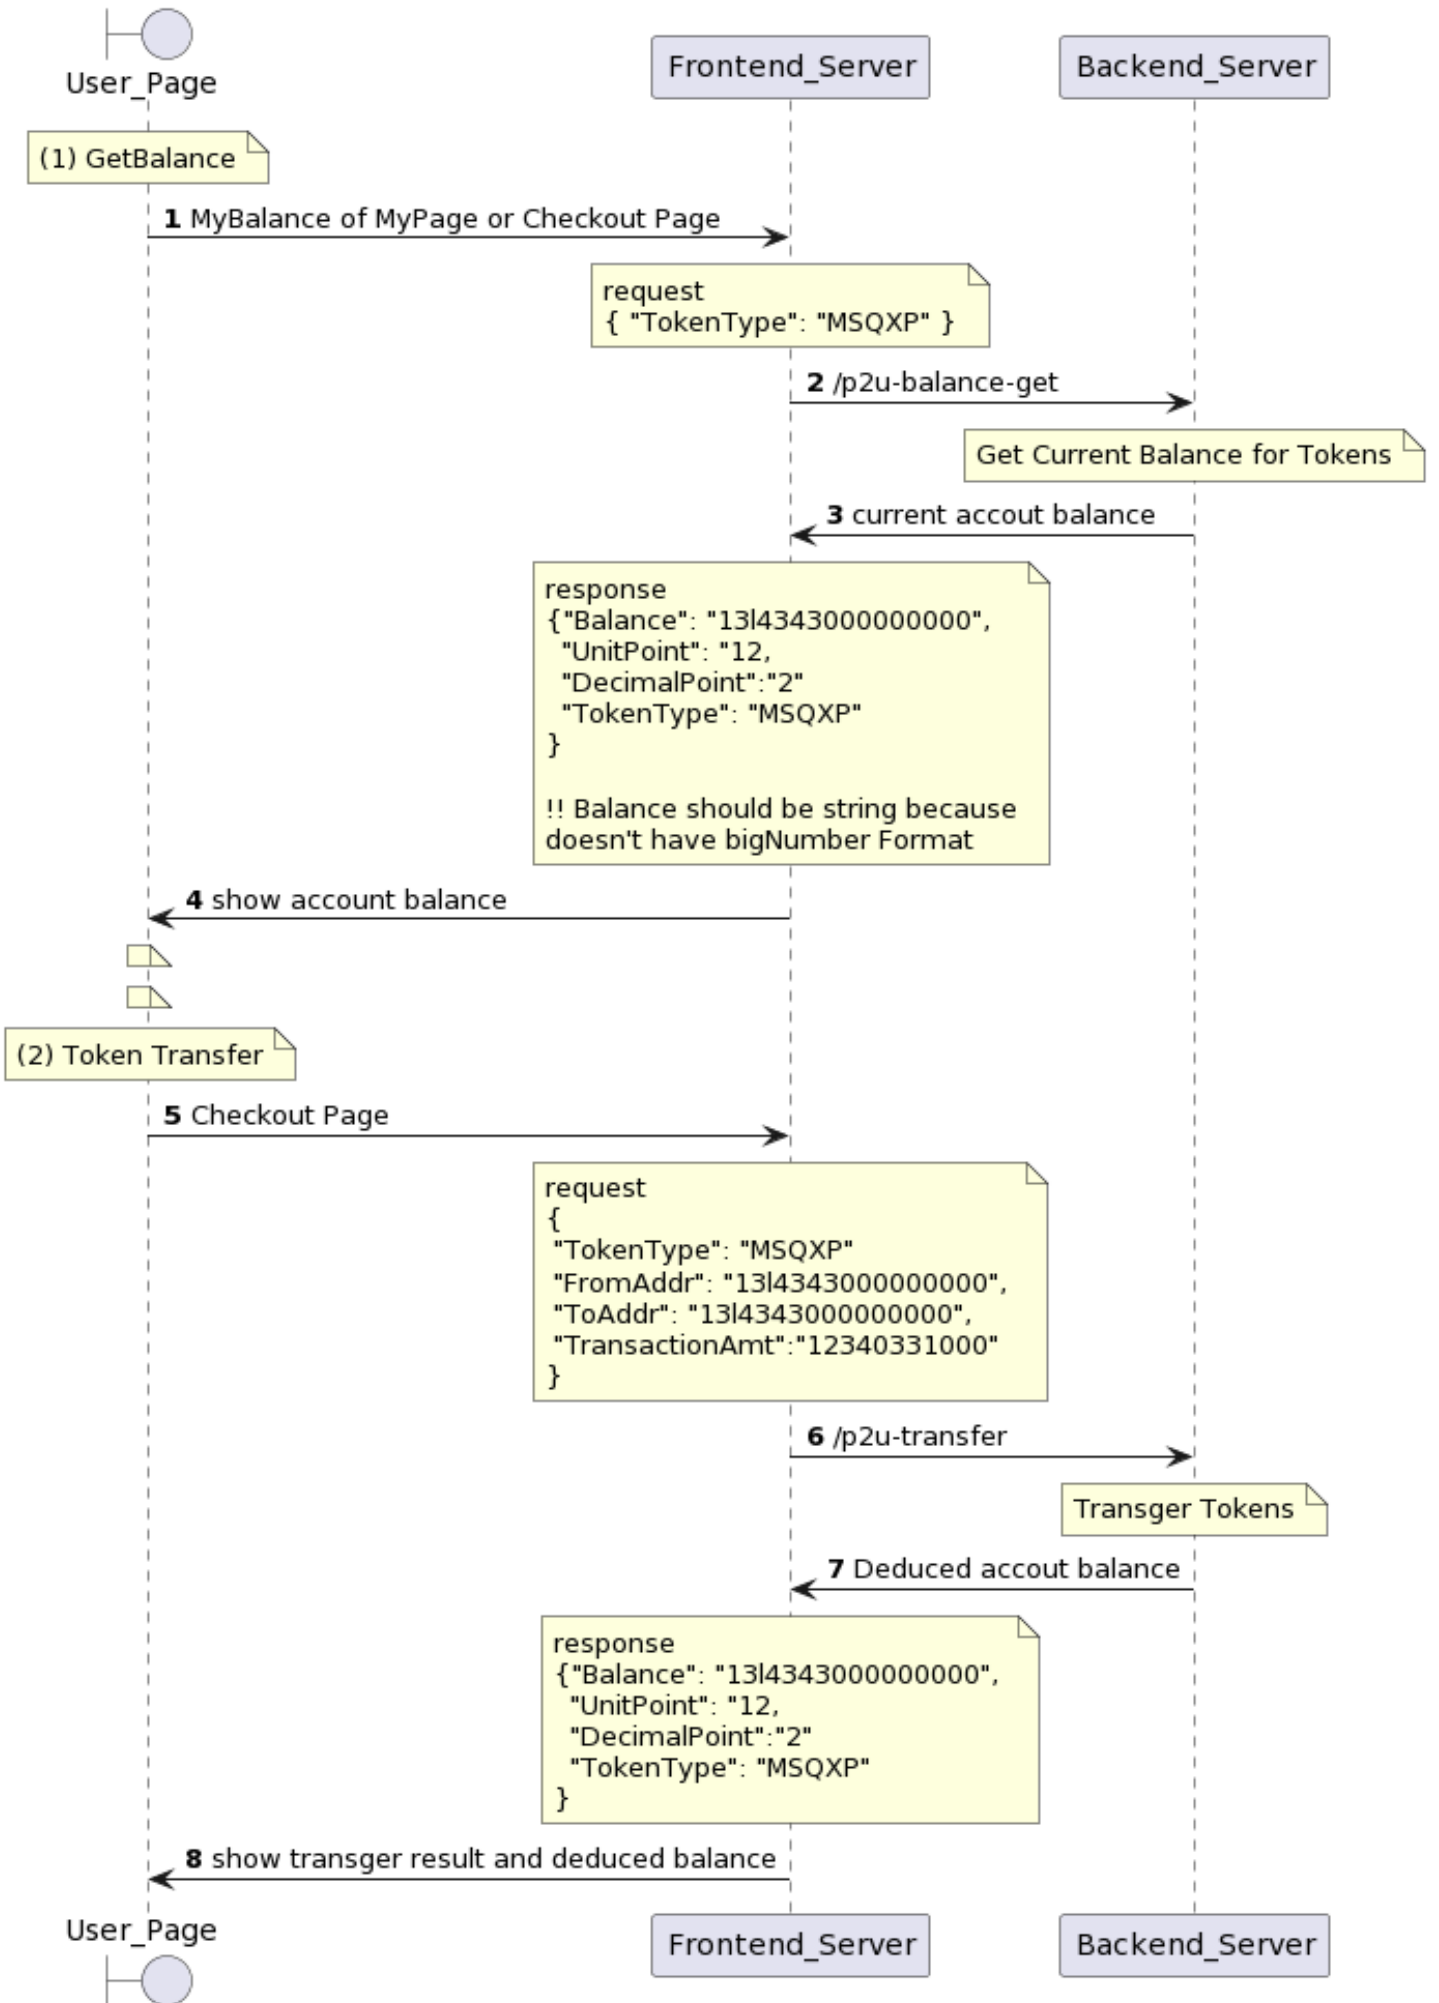 User_Page
Frontend_Server
Backend_Server
(1) GetBalance
1 MyBalance of MyPage or Checkout Page
request
{ "TokenType": "MSQXP" }
2 /p2u-balance-get
Get Current Balance for Tokens
3 current accout balance
response
{"Balance": "13l4343000000000",
"UnitPoint": "12,
"DecimalPoint":"2"
"TokenType": "MSQXP"
}
!! Balance should be string because
doesn't have bigNumber Format
4 show account balance
(2) Token Transfer
5 Checkout Page
request
{
"TokenType": "MSQXP"
"FromAddr": "13l4343000000000",
"ToAddr": "13l4343000000000",
"TransactionAmt":"12340331000"
}
6 /p2u-transfer
Transger Tokens
7 Deduced accout balance
response
{"Balance": "13l4343000000000",
"UnitPoint": "12,
"DecimalPoint":"2"
"TokenType": "MSQXP"
}
8 show transger result and deduced balance
User_Page
Frontend_Server
Backend_Server